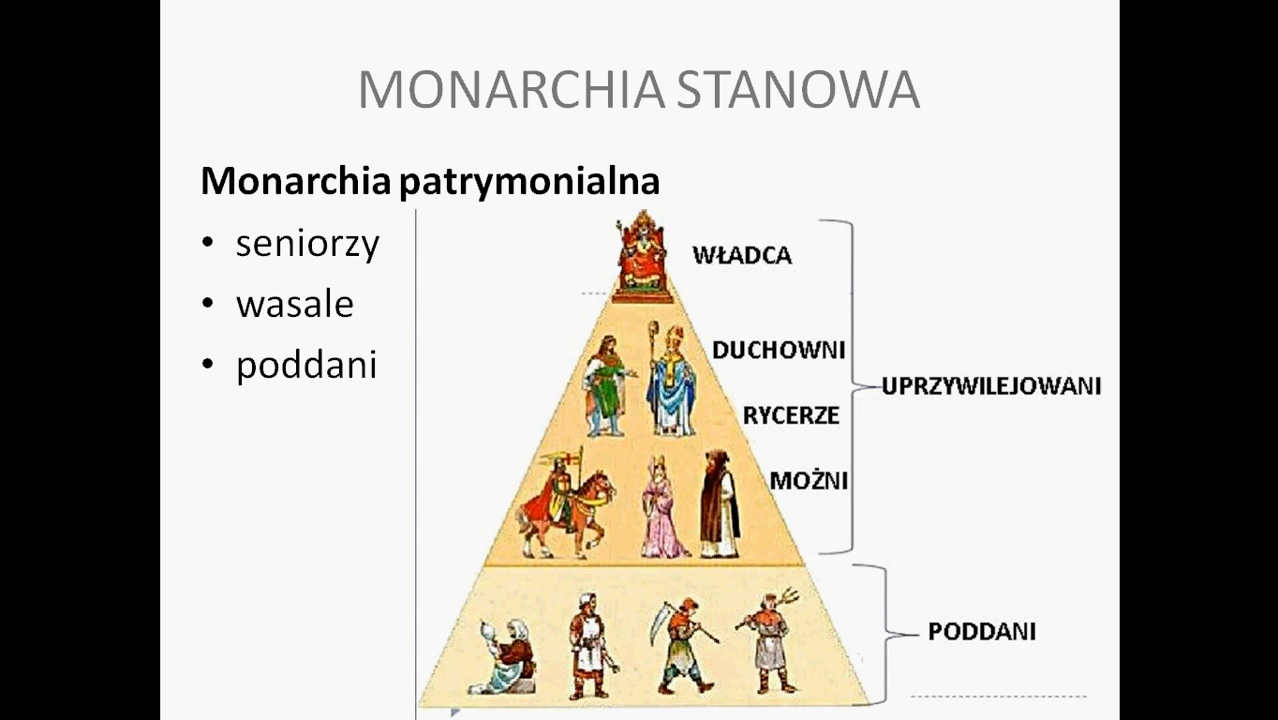 MONARCHIA STANOWA
Monarchia patrymonialna
• seniorzy
• wasale
• poddani
WŁADCA
DUCHOWNI
RYCERZE
MOŻNI
UPRZYWILEJOWANI
PODDANI